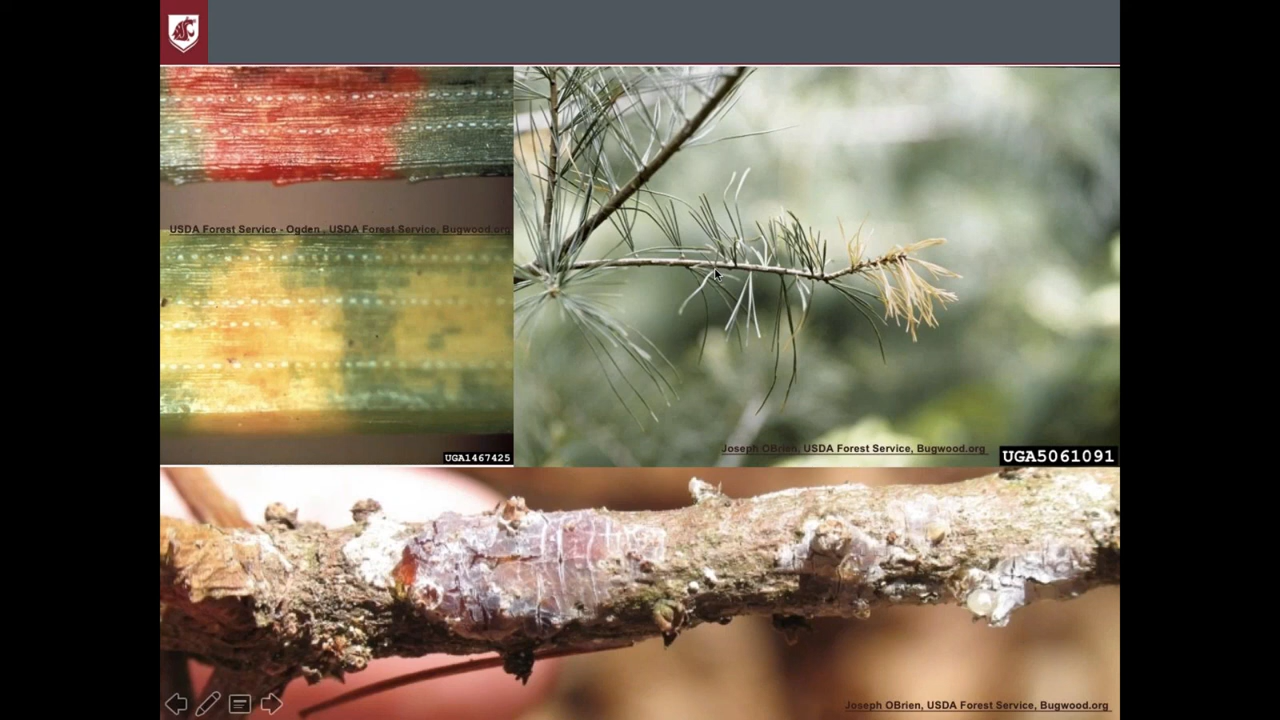 USDA Forest Service - Ogden , USDA Forest Service, Bugwood.org
UGA1467425
Joseph OBrien, USDA Forest Service, Bugwood.org
UGA5061091
Joseph OBrien, USDA Forest Service, Bugwood.org